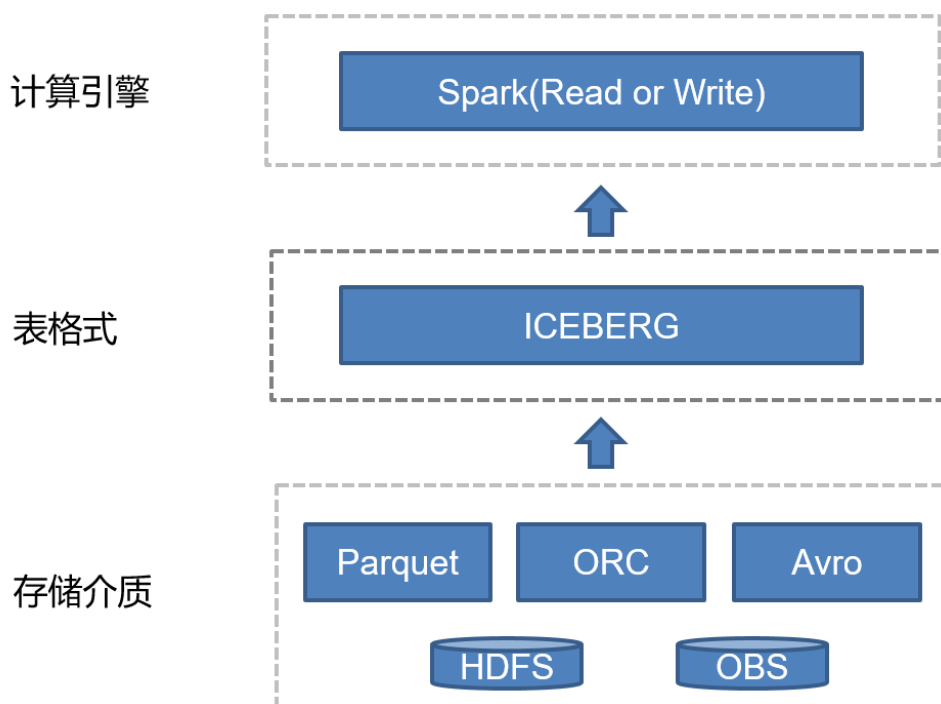 计算引擎
Spark(Read or Write)
表格式
ICEBERG
存储介质
Parquet
ORC
Avro
HDFS
OBS